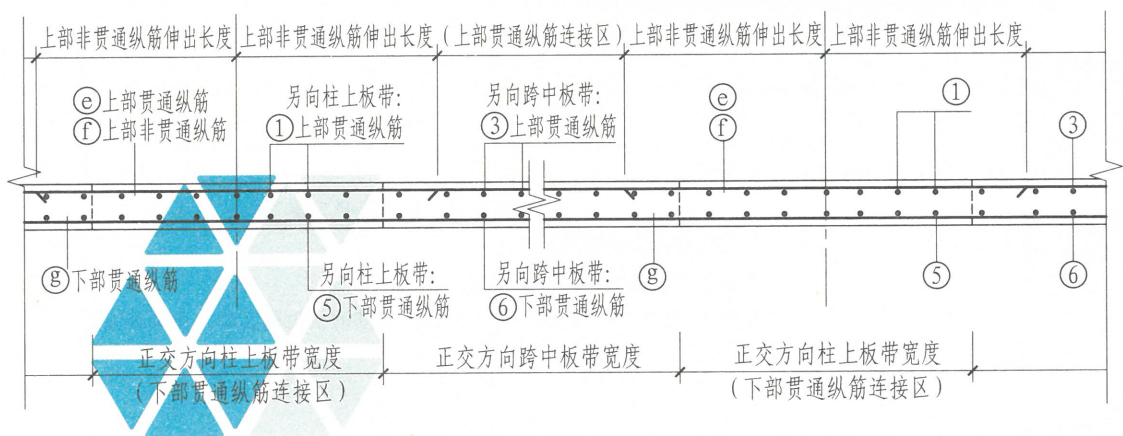 上部非贯通纵筋伸出长度 上部非贯通纵筋伸出长度 (上部贯通纵筋连接区) 上部非贯通纵筋伸出长度 上部非贯通纵筋伸出长度
ⓔ上部贯通纵筋
ⓕ上部非贯通纵筋
另向柱上板带:
①上部贯通纵筋
另向跨中板带:
③上部贯通纵筋
ⓔ
ⓕ
①
③
ⓖ下部贯通纵筋
另向柱上板带:
⑤下部贯通纵筋
另向跨中板带:
⑥下部贯通纵筋
ⓖ
⑤
⑥
正交方向柱上板带宽度
(下部贯通纵筋连接区)
正交方向跨中板带宽度
正交方向柱上板带宽度
(下部贯通纵筋连接区)